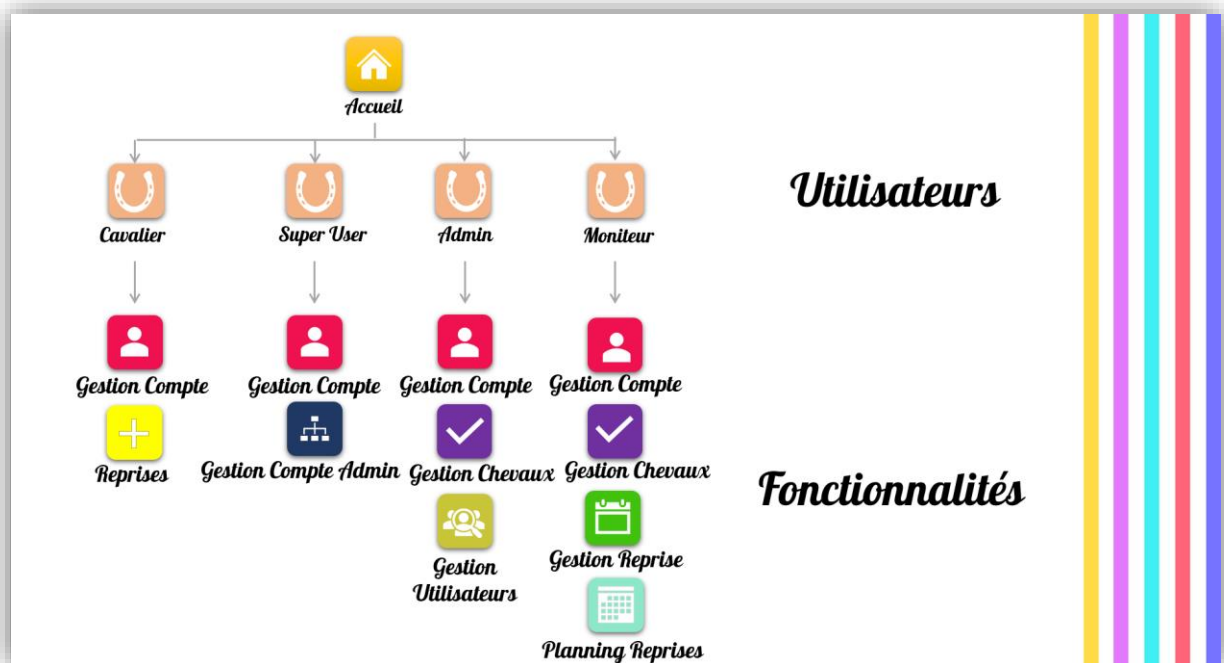 Accueil
Utilisateurs
Cavalier
Super User
Admin
Moniteur
Gestion Compte
Gestion Compte
Gestion Compte
Gestion Compte
Reprises
Gestion Compte Admin
Gestion Chevaux
Gestion Chevaux
Fonctionnalités
Gestion
Utilisateurs
Gestion Reprise
Planning Reprises